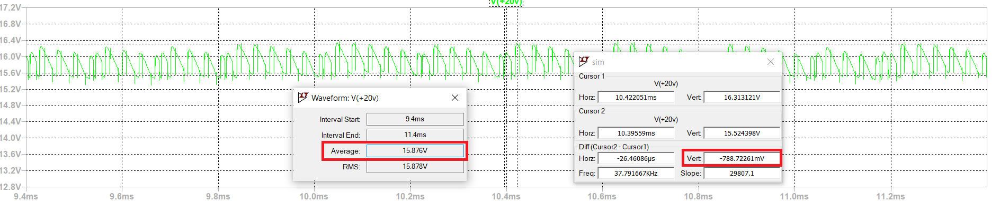 V(+20v)
17.2V
16.8V
16.4V
16.0V
15.6V
15.2V
14.8V
14.4V
14.0V
13.6V
13.2V
12.8V
9.4ms 9.6ms 9.8ms 10.0ms 10.2ms 10.4ms 10.6ms 10.8ms 11.0ms 11.2ms
Waveform: V(+20v)
Interval Start: 9.4ms
Interval End: 11.4ms
Average: 15.876V
RMS: 15.878V
sim
Cursor 1
V(+20v)
Horz: 10.422051ms Vert: 16.313121V
Cursor 2
V(+20v)
Horz: 10.39559ms Vert: 15.524398V
Diff (Cursor2 - Cursor1)
Horz: -26.46086µs Vert: -788.72261mV
Freq: 37.791667KHz Slope: 29807.1